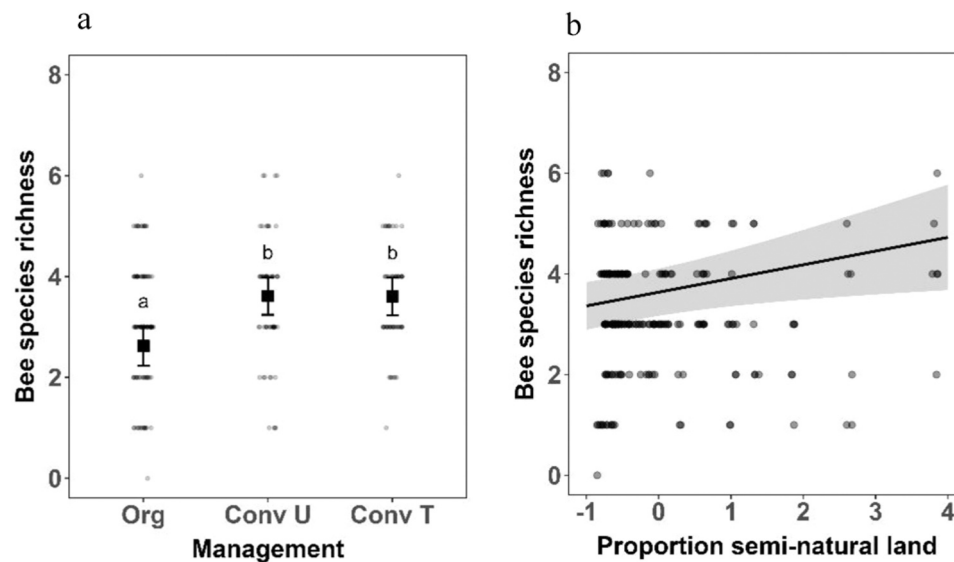 a
Bee species richness
8
6
4
2
0
a
b
b
Org Conv U Conv T
Management
b
Bee species richness
8
6
4
2
0
-1 0 1 2 3 4
Proportion semi-natural land